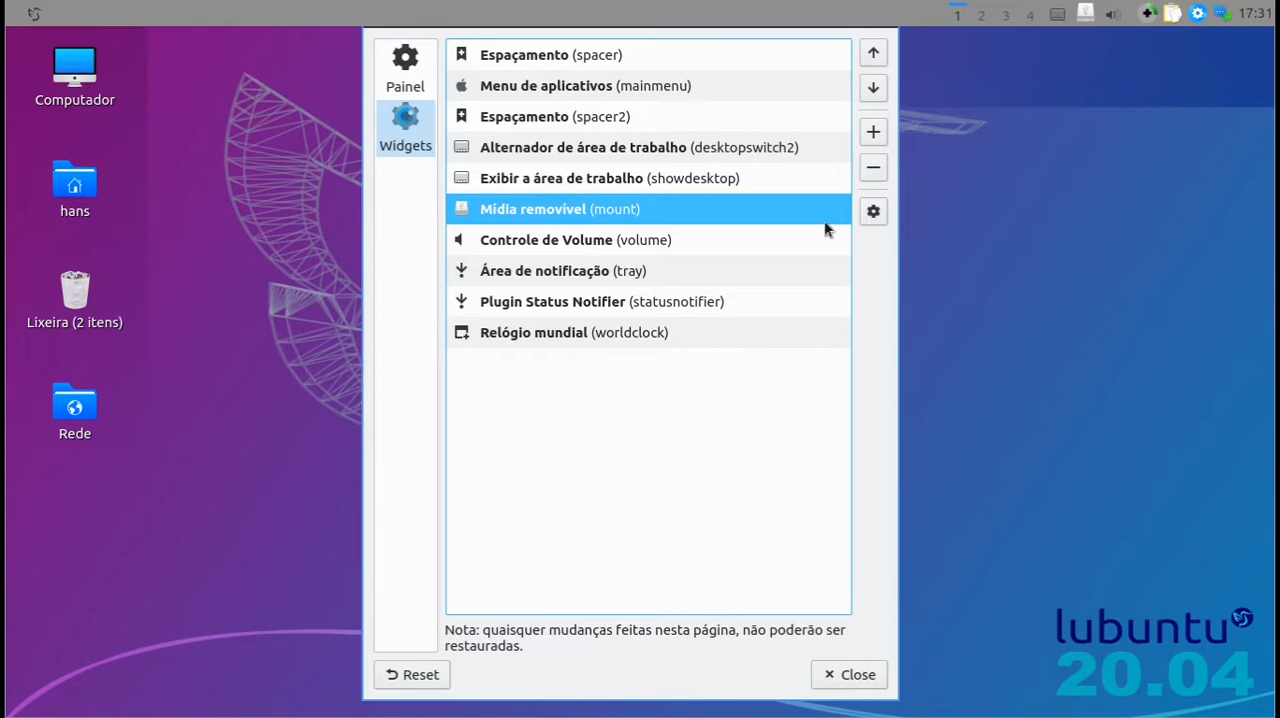 1 2 3 4 17:31
Computador
hans
Lixeira (2 itens)
Rede
Painel
Widgets
Espaçamento (spacer)
Menu de aplicativos (mainmenu)
Espaçamento (spacer2)
Alternador de área de trabalho (desktopswitch2)
Exibir a área de trabalho (showdesktop)
Mídia removível (mount)
Controle de Volume (volume)
Área de notificação (tray)
Plugin Status Notifier (statusnotifier)
Relógio mundial (worldclock)
Nota: quaisquer mudanças feitas nesta página, não poderão ser
restauradas.
Reset
Close
lubuntu
20.04